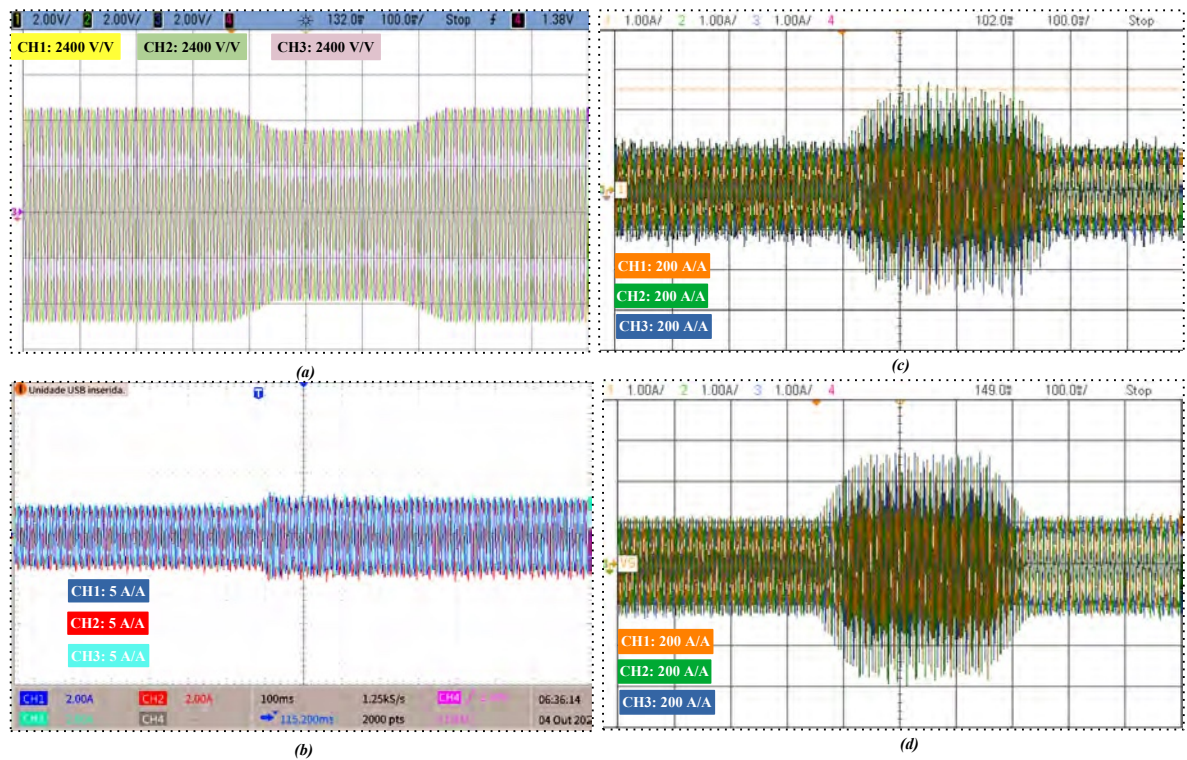 1 2.00V/ 2 2.00V/ 3 2.00V/ 4 132.0ms 100.0ms/ Stop 4 1.38V
CH1: 2400 V/V CH2: 2400 V/V CH3: 2400 V/V
(a)
1 1.00A/ 2 1.00A/ 3 1.00A/ 4 102.0ms 100.0ms/ Stop
CH1: 200 A/A
CH2: 200 A/A
CH3: 200 A/A
(c)
Unidade USB inserida.
T
CH1: 5 A/A
CH2: 5 A/A
CH3: 5 A/A
CH1 2.00A CH2 2.00A 100ms 1.25kS/s CH4 06:36:14
CH3 CH4 115.200ms 2000 pts 04 Out 202
(b)
1 1.00A/ 2 1.00A/ 3 1.00A/ 4 149.0ms 100.0ms/ Stop
CH1: 200 A/A
CH2: 200 A/A
CH3: 200 A/A
(d)